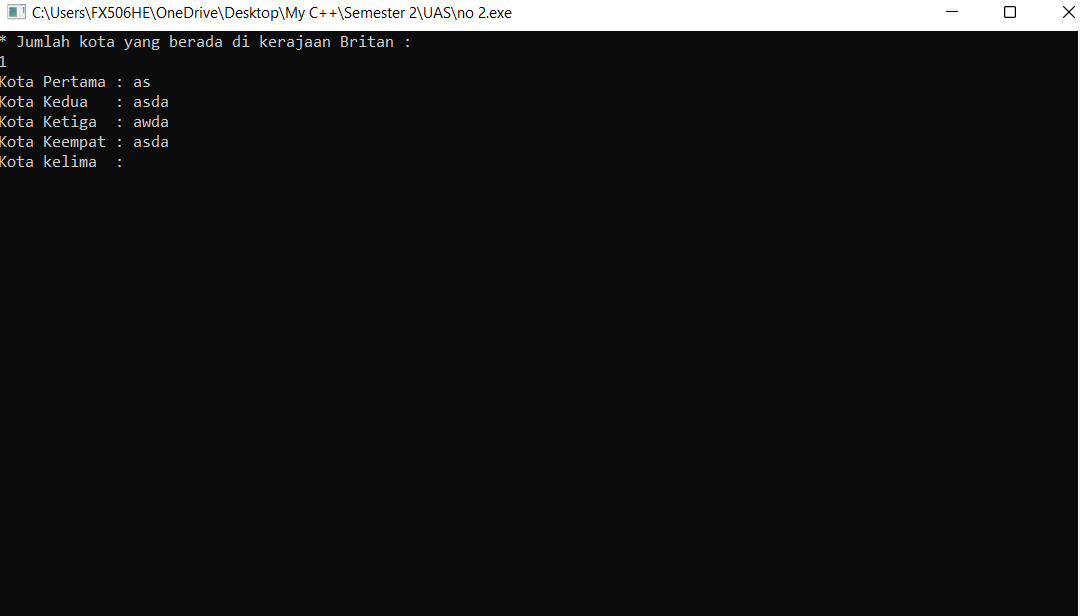 C:\Users\FX506HE\OneDrive\Desktop\My C++\Semester 2\UAS\no 2.exe
* Jumlah kota yang berada di kerajaan Britan :
1
Kota Pertama : as
Kota Kedua   : asda
Kota Ketiga  : awda
Kota Keempat : asda
Kota kelima  :